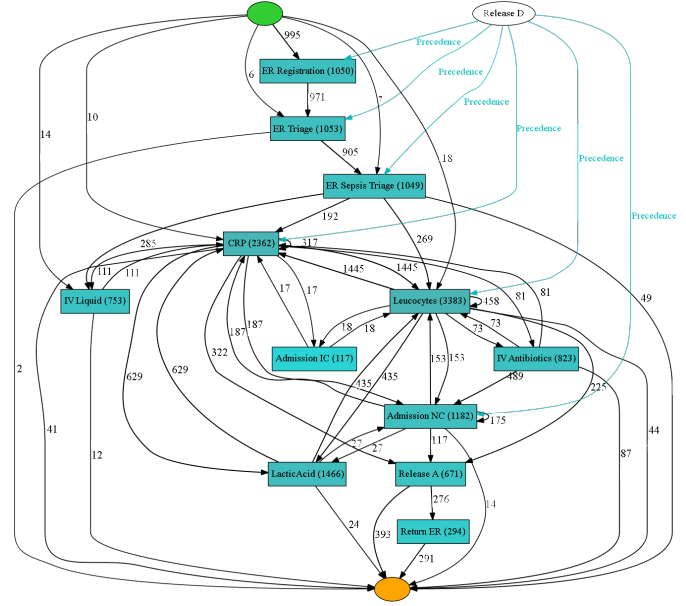 Release D
995
Precedence
ER Registration (1050)
6
971
Precedence
7
14
10
ER Triage (1053)
Precedence
Precedence
905
18
Precedence
ER Sepsis Triage (1049)
192
Precedence
285
CRP (2362)
317
269
111
111
1445
1445
81
81
17
17
IV Liquid (753)
Leucocytes (3383)
458
49
187
187
18
18
73
73
322
Admission IC (117)
153
153
IV Antibiotics (823)
2
629
629
435
435
489
225
Admission NC (1182)
175
41
12
27
27
117
44
87
LacticAcid (1466)
Release A (671)
276
14
24
393
Return ER (294)
291